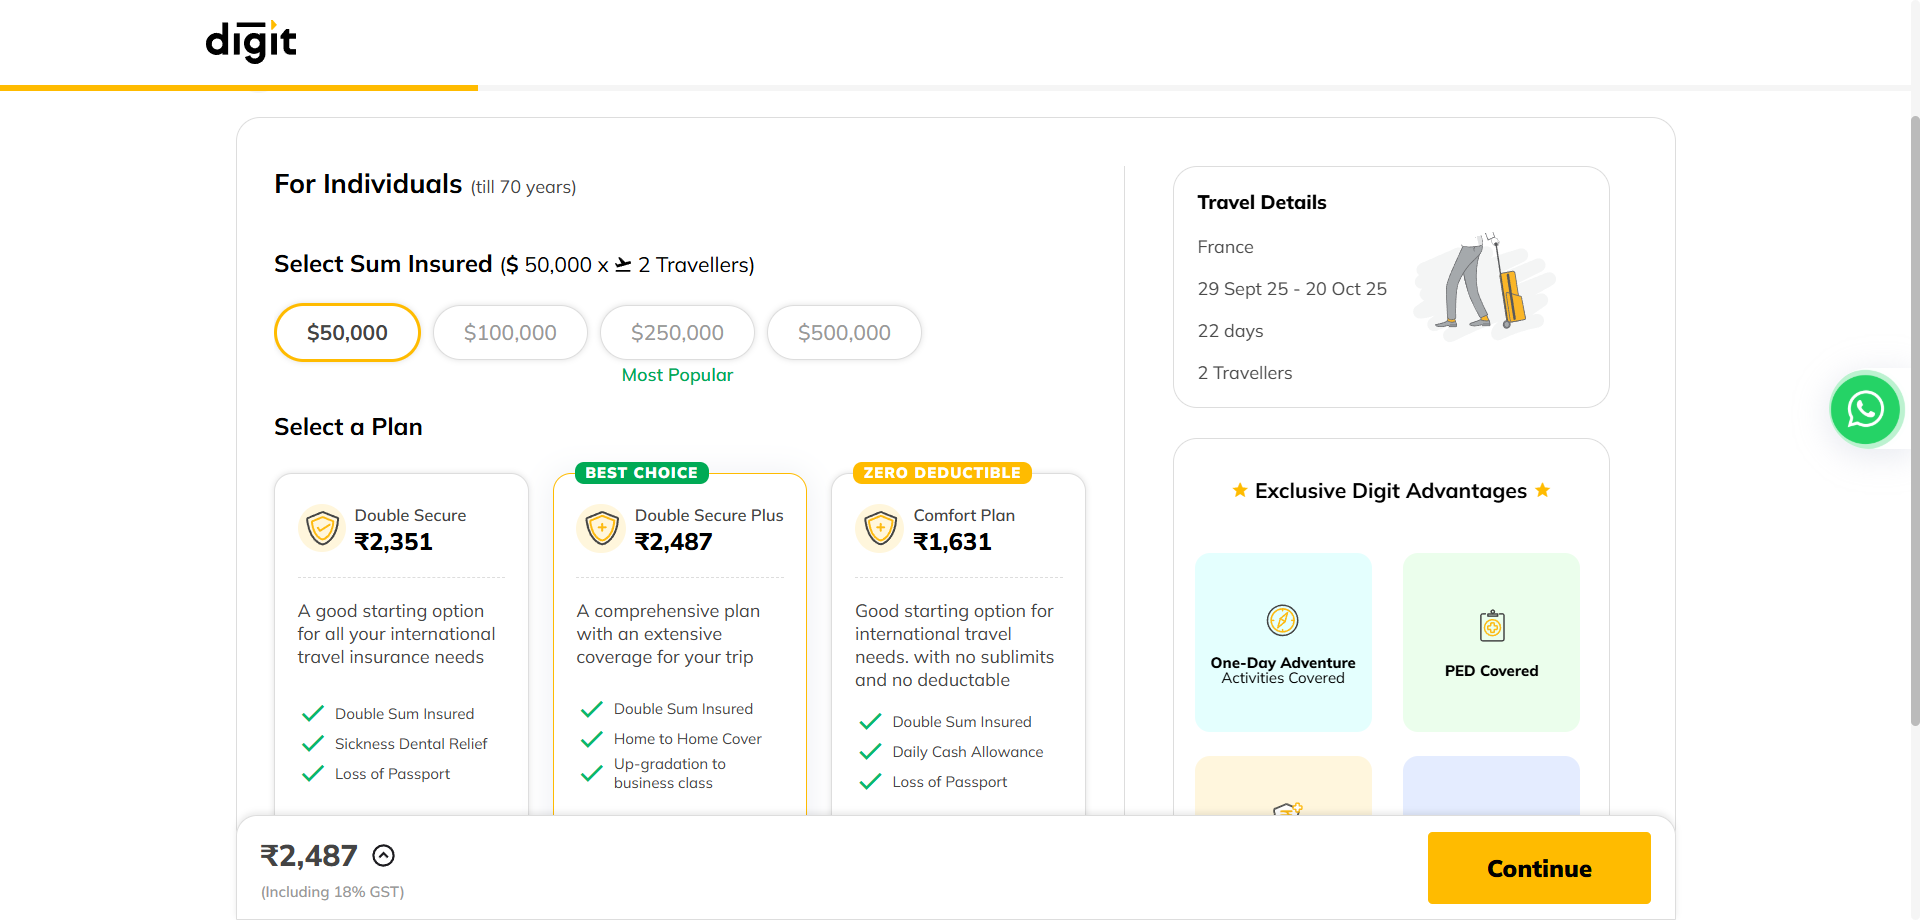 digit
For Individuals (till 70 years)
Select Sum Insured ($ 50,000 x 2 Travellers)
$50,000
$100,000
$250,000
$500,000
Most Popular
Select a Plan
Double Secure
₹2,351
A good starting option
for all your international
travel insurance needs
Double Sum Insured
Sickness Dental Relief
Loss of Passport
BEST CHOICE
Double Secure Plus
₹2,487
A comprehensive plan
with an extensive
coverage for your trip
Double Sum Insured
Home to Home Cover
Up-gradation to
business class
ZERO DEDUCTIBLE
Comfort Plan
₹1,631
Good starting option for
international travel
needs. with no sublimits
and no deductable
Double Sum Insured
Daily Cash Allowance
Loss of Passport
Travel Details
France
29 Sept 25 - 20 Oct 25
22 days
2 Travellers
Exclusive Digit Advantages
One-Day Adventure
Activities Covered
PED Covered
₹2,487
(Including 18% GST)
Continue